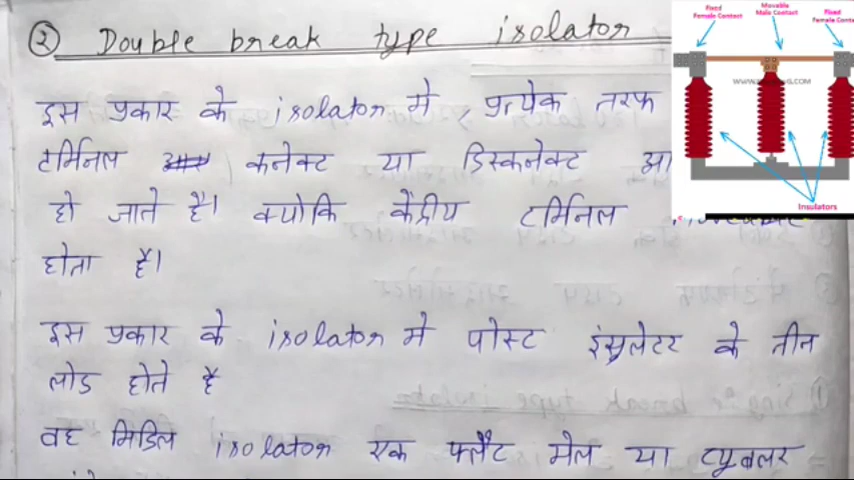 ② Double break type isolator
इस प्रकार के isolator मे, प्रत्येक तरफ
टर्मिनल कनेक्ट या डिस्कनेक्ट आ
हो जाते है। क्योकि केंद्रीय टर्मिनल
होता है।
इस प्रकार के isolator मे पोस्ट इंसुलेटर के तीन
लोड होते है
वह मिडिल isolator एक फ्लैट मेल या ट्यूबलर
Fixed Female Contact
Movable Male Contact
Fixed Female Conta
Insulators